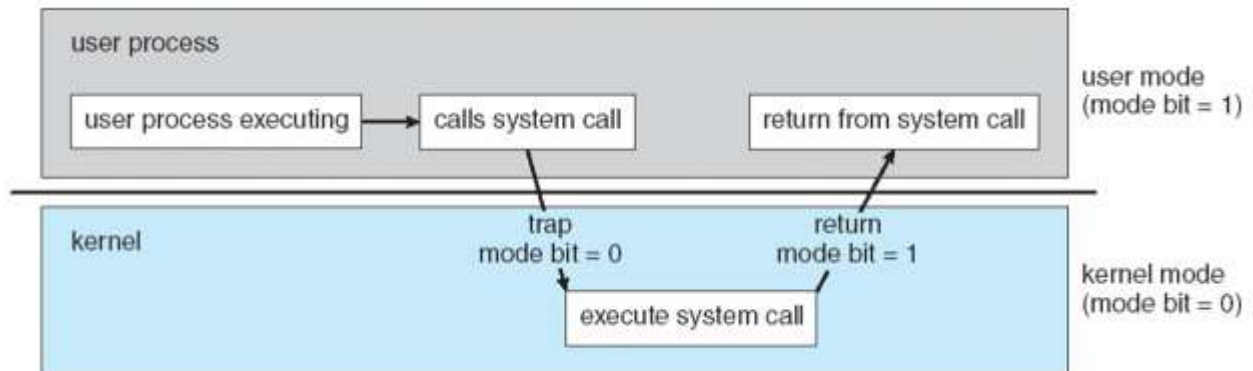 user process
user process executing
calls system call
return from system call
user mode
(mode bit = 1)
kernel
trap
mode bit = 0
return
mode bit = 1
kernel mode
(mode bit = 0)
execute system call